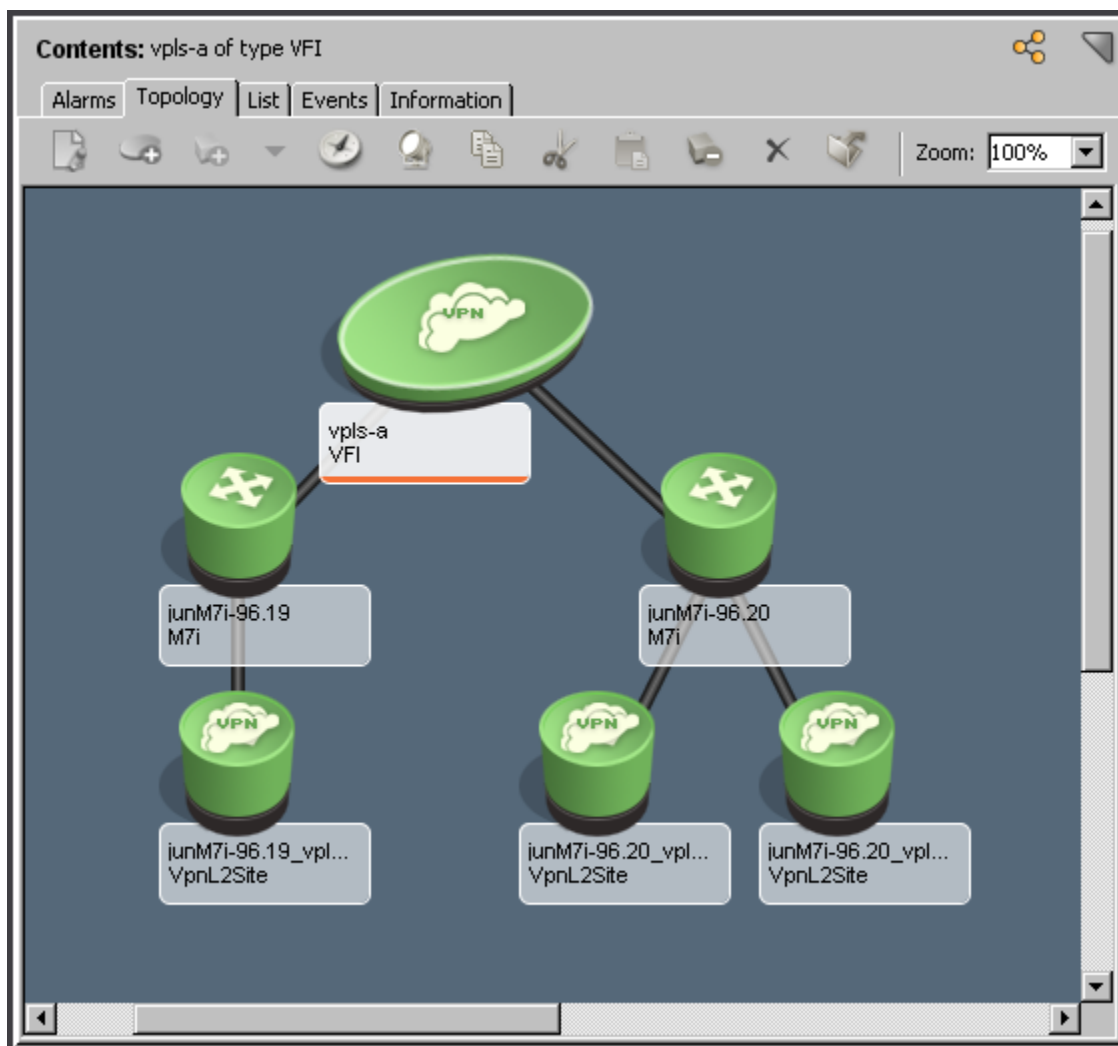 Contents: vpls-a of type VFI
Alarms Topology List Events Information
Zoom: 100%
VPN
vpls-a
VFI
junM7i-96.19
M7i
junM7i-96.20
M7i
VPN
VPN
VPN
junM7i-96.19_vpl...
VpnL2Site
junM7i-96.20_vpl...
VpnL2Site
junM7i-96.20_vpl...
VpnL2Site